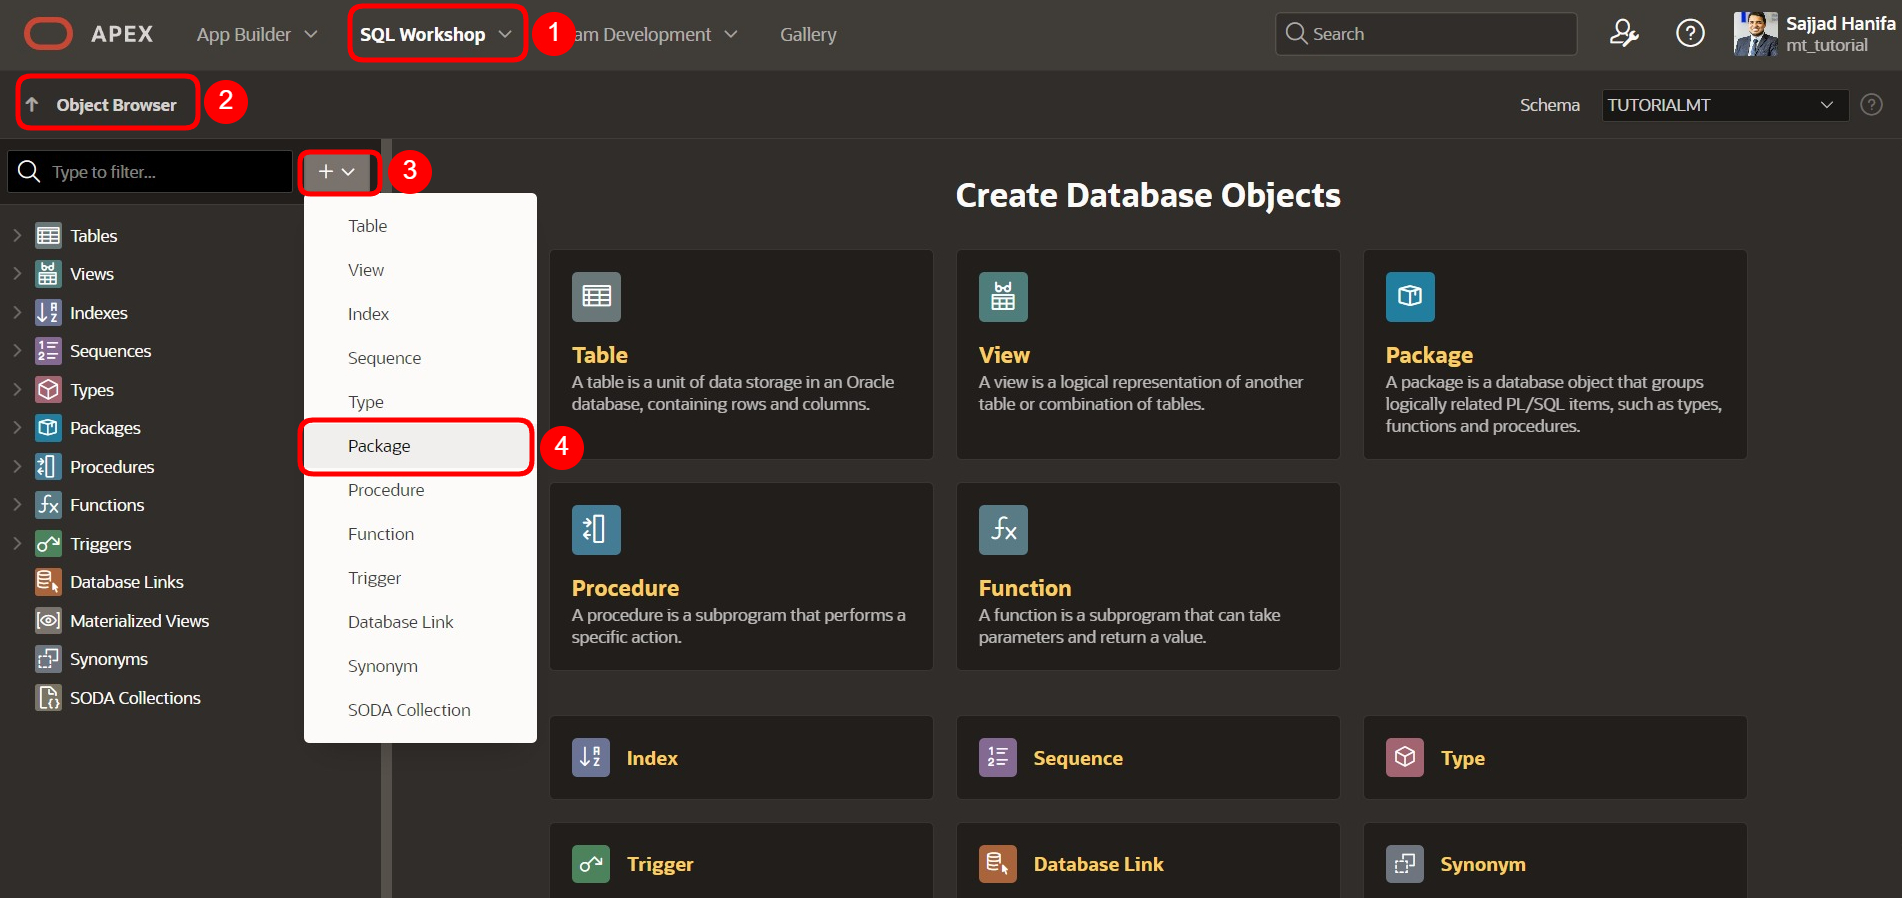 APEX
App Builder
SQL Workshop
1
am Development
Gallery
Search
Sajjad Hanifa
mt_tutorial
Object Browser
2
Schema
TUTORIALMT
Type to filter...
3
Tables
Views
Indexes
Sequences
Types
Packages
Procedures
Functions
Triggers
Database Links
Materialized Views
Synonyms
SODA Collections
Table
View
Index
Sequence
Type
Package
4
Procedure
Function
Trigger
Database Link
Synonym
SODA Collection
Create Database Objects
Table
A table is a unit of data storage in an Oracle
database, containing rows and columns.
View
A view is a logical representation of another
table or combination of tables.
Package
A package is a database object that groups
logically related PL/SQL items, such as types,
functions and procedures.
Procedure
A procedure is a subprogram that performs a
specific action.
Function
A function is a subprogram that can take
parameters and return a value.
Index
Sequence
Type
Trigger
Database Link
Synonym